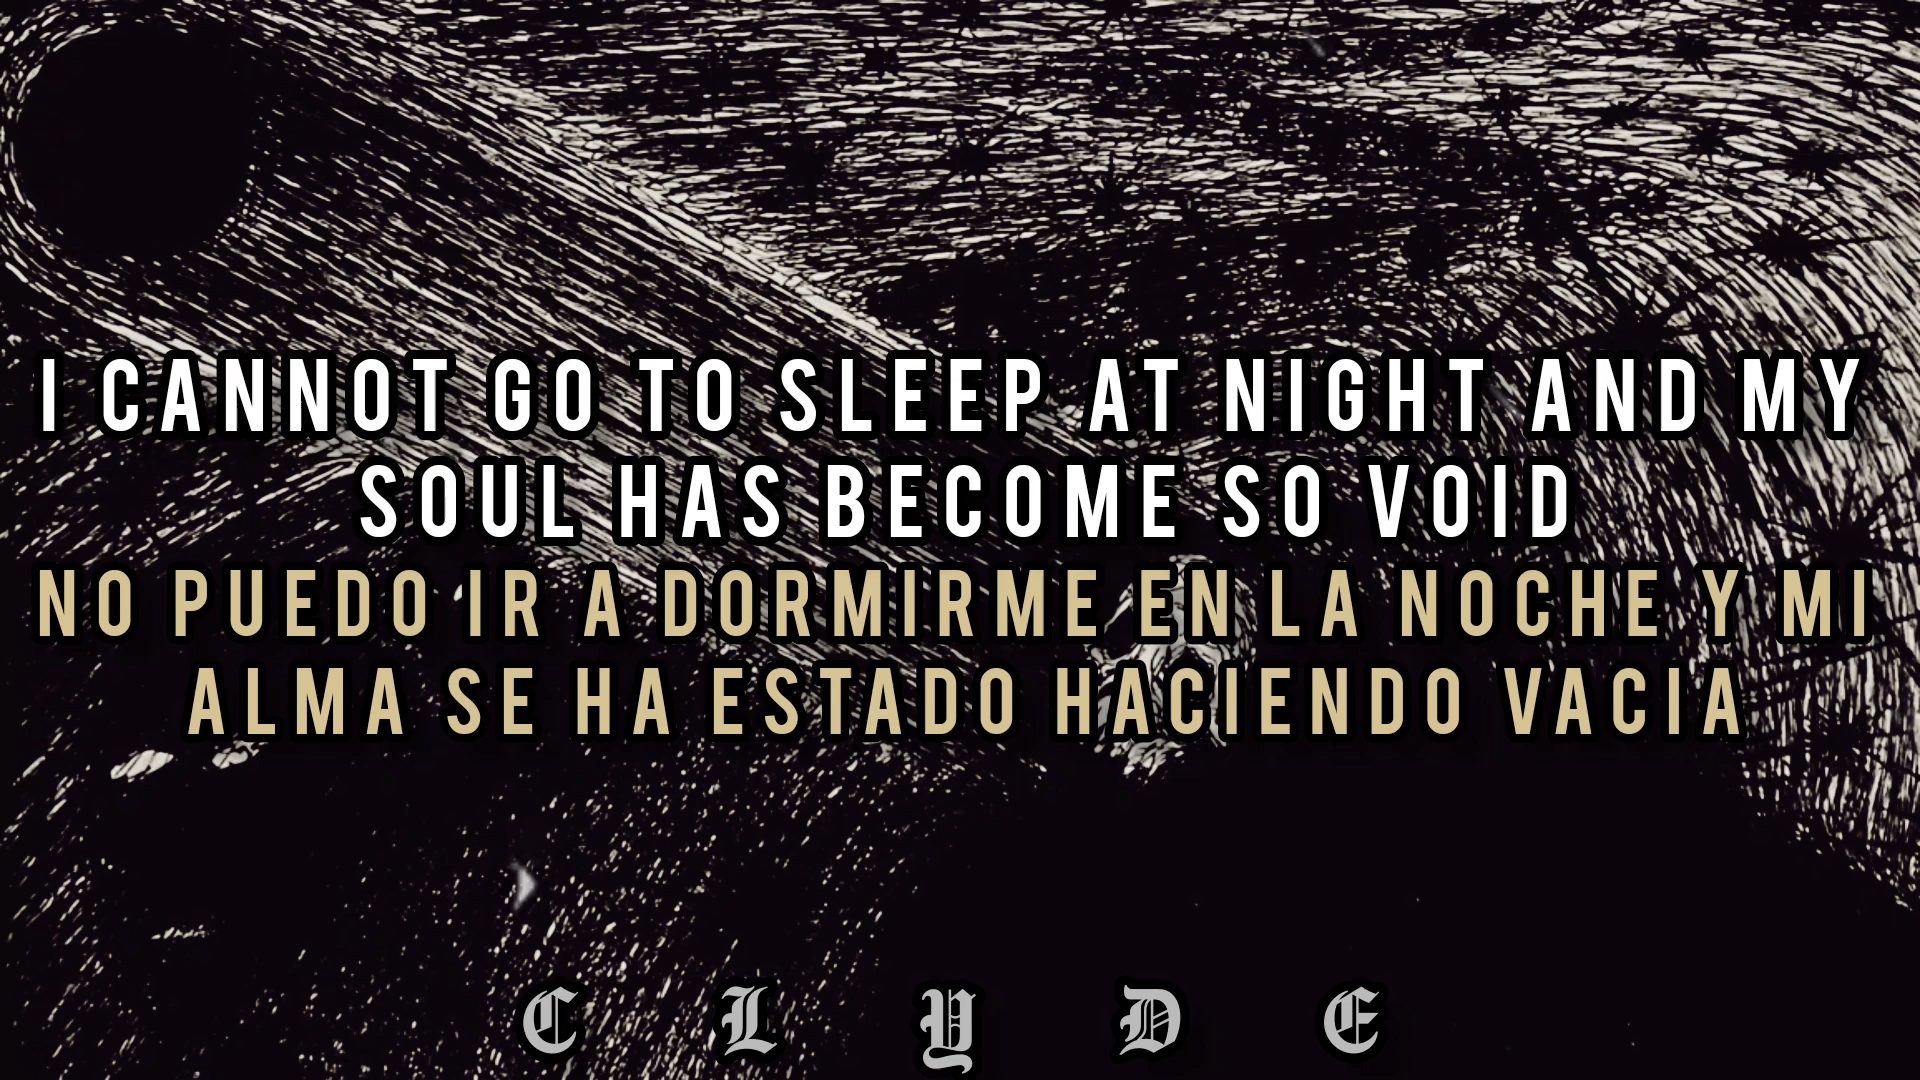 I CANNOT GO TO SLEEP AT NIGHT AND MY
SOUL HAS BECOME SO VOID
NO PUEDO IR A DORMIRME EN LA NOCHE Y MI
ALMA SE HA ESTADO HACIENDO VACIA
CLYDE